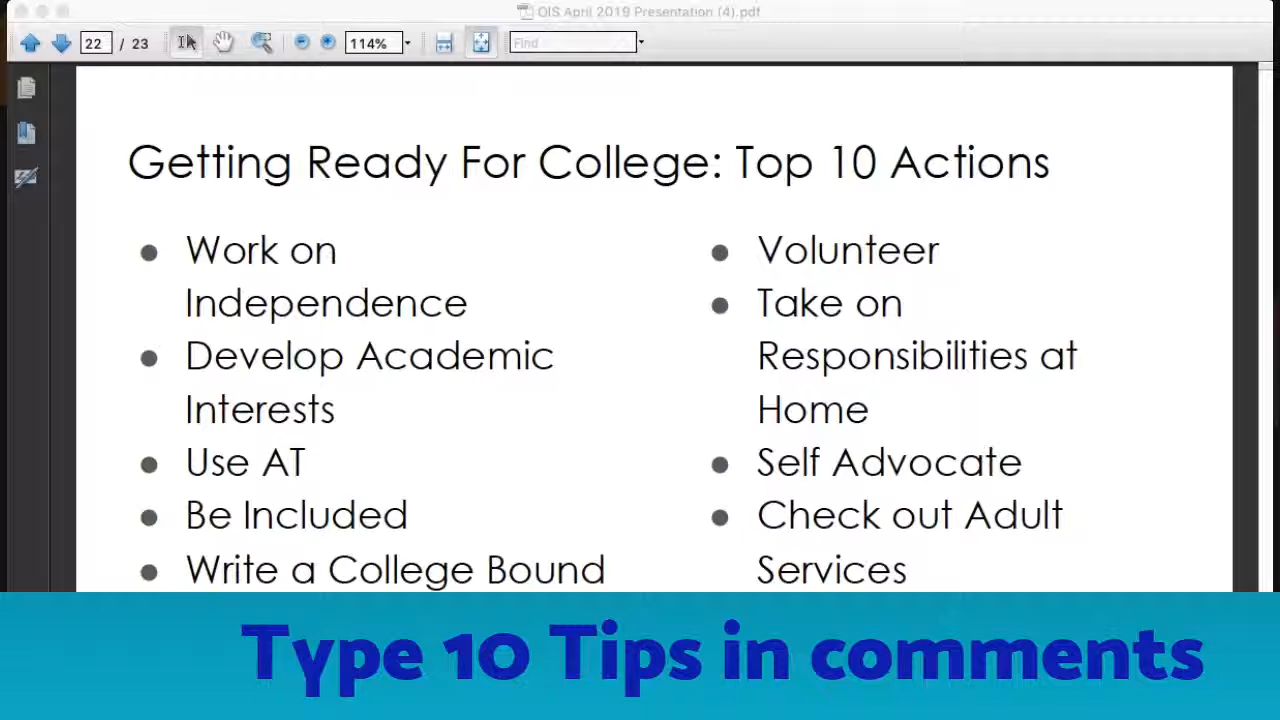 OIS April 2019 Presentation (4).pdf
22 / 23
114%
Find
Getting Ready For College: Top 10 Actions
Work on
Independence
Develop Academic
Interests
Use AT
Be Included
Write a College Bound
Volunteer
Take on
Responsibilities at
Home
Self Advocate
Check out Adult
Services
Type 10 Tips in comments